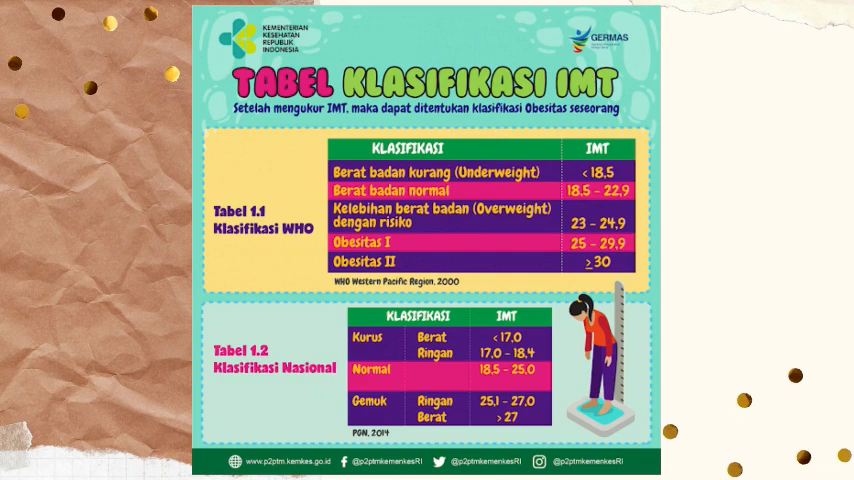 KEMENTERIAN
KESEHATAN
REPUBLIK
INDONESIA
GERMAS
TABEL KLASIFIKASI IMT
Setelah mengukur IMT, maka dapat ditentukan klasifikasi Obesitas seseorang
Tabel 1.1
Klasifikasi WHO
KLASIFIKASI IMT
Berat badan kurang (Underweight) < 18,5
Berat badan normal 18.5 - 22,9
Kelebihan berat badan (Overweight)
dengan risiko 23 - 24,9
Obesitas I 25 - 29,9
Obesitas II ≥ 30
WHO Western Pacific Region, 2000
Tabel 1.2
Klasifikasi Nasional
KLASIFIKASI IMT
Kurus Berat < 17,0
Ringan 17,0 - 18,4
Normal 18,5 - 25,0
Gemuk Ringan 25,1 - 27,0
Berat > 27
PGN, 2014
www.p2ptm.kemkes.go.id @p2ptmkemenkesRI @p2ptmkemenkesRI @p2ptmkemenkesRI